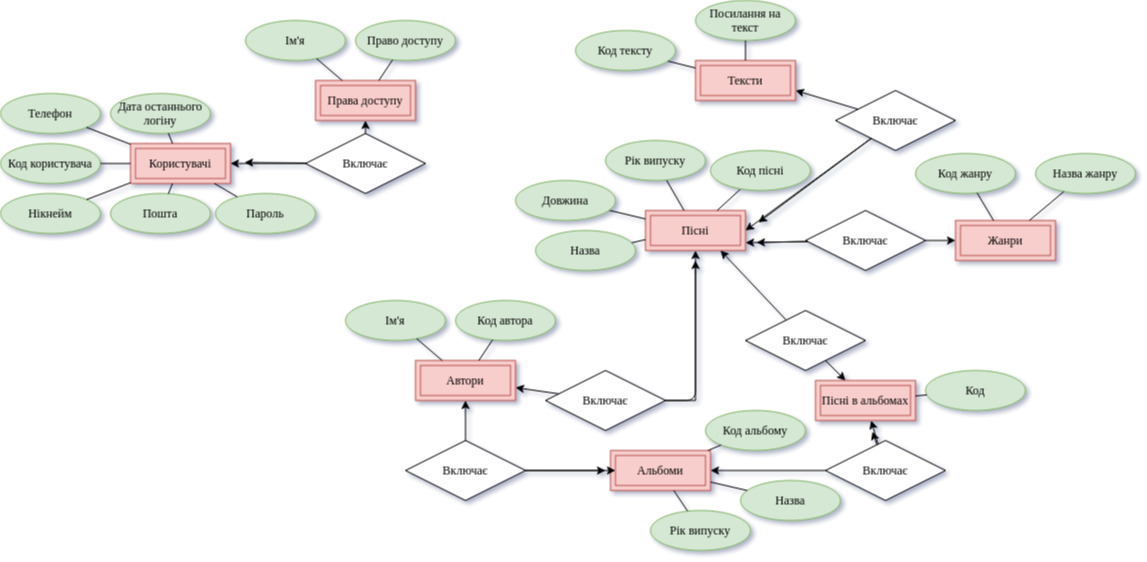 Посилання на
текст
Ім'я
Право доступу
Код тексту
Тексти
Права доступу
Телефон
Дата останнього
логіну
Включає
Код користувача
Користувачі
Включає
Рік випуску
Код пісні
Код жанру
Назва жанру
Довжина
Нікнейм
Пошта
Пароль
Пісні
Включає
Жанри
Назва
Ім'я
Код автора
Включає
Автори
Включає
Пісні в альбомах
Код
Код альбому
Включає
Альбоми
Включає
Назва
Рік випуску